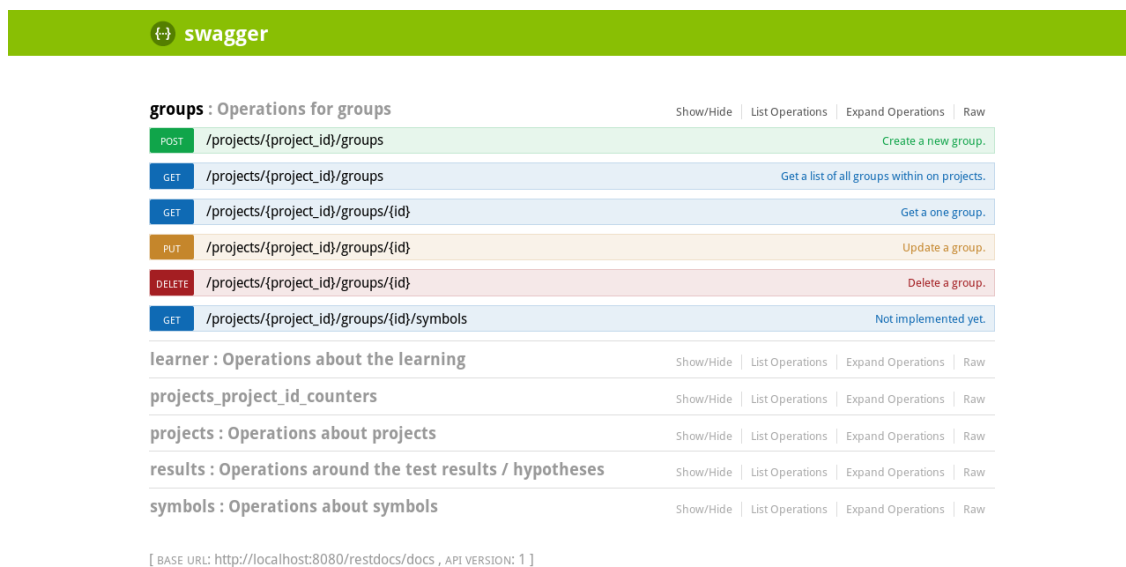 {··} swagger
groups : Operations for groups Show/Hide List Operations Expand Operations Raw
POST /projects/{project_id}/groups Create a new group.
GET /projects/{project_id}/groups Get a list of all groups within on projects.
GET /projects/{project_id}/groups/{id} Get a one group.
PUT /projects/{project_id}/groups/{id} Update a group.
DELETE /projects/{project_id}/groups/{id} Delete a group.
GET /projects/{project_id}/groups/{id}/symbols Not implemented yet.
learner : Operations about the learning Show/Hide List Operations Expand Operations Raw
projects_project_id_counters Show/Hide List Operations Expand Operations Raw
projects : Operations about projects Show/Hide List Operations Expand Operations Raw
results : Operations around the test results / hypotheses Show/Hide List Operations Expand Operations Raw
symbols : Operations about symbols Show/Hide List Operations Expand Operations Raw
[ BASE URL: http://localhost:8080/restdocs/docs , API VERSION: 1 ]